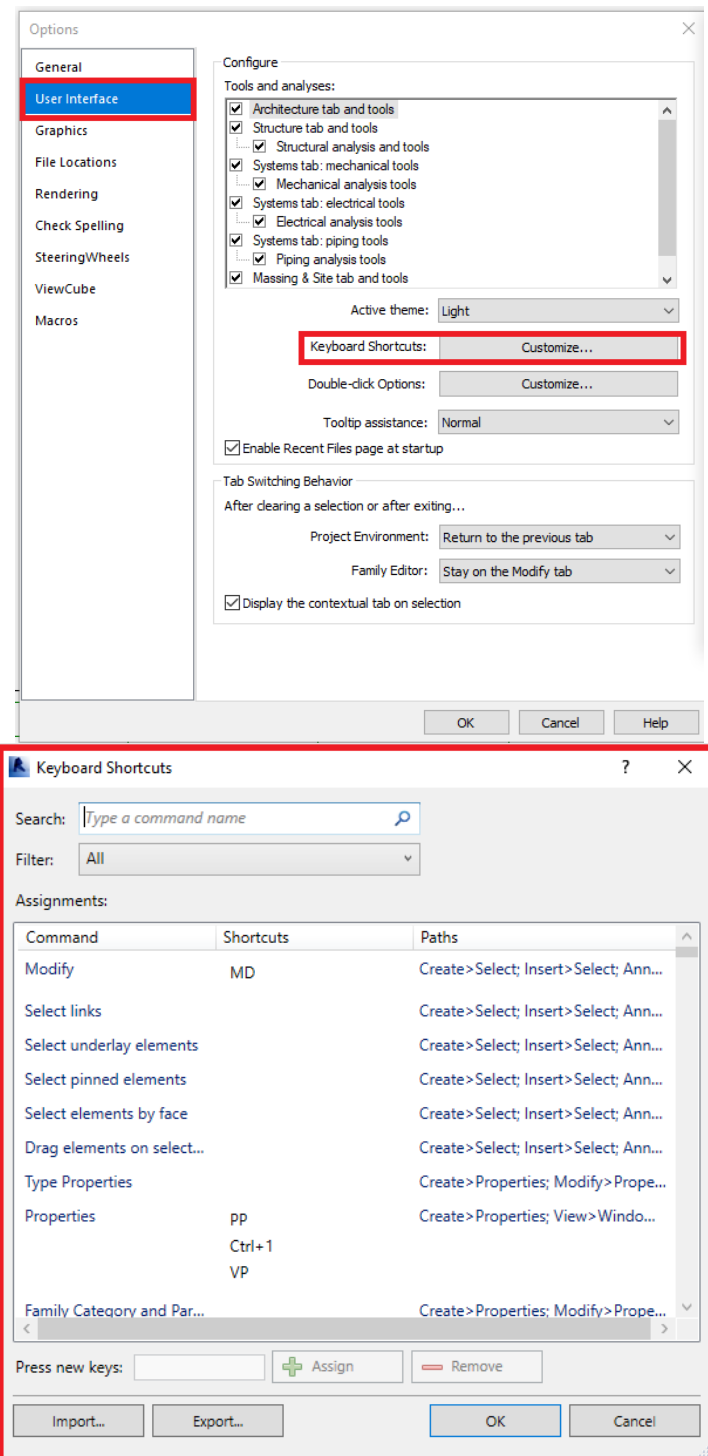 Options
General
User Interface
Graphics
File Locations
Rendering
Check Spelling
SteeringWheels
ViewCube
Macros
Configure
Tools and analyses:
Architecture tab and tools
Structure tab and tools
Structural analysis and tools
Systems tab: mechanical tools
Mechanical analysis tools
Systems tab: electrical tools
Electrical analysis tools
Systems tab: piping tools
Piping analysis tools
Massing & Site tab and tools
Active theme: Light
Keyboard Shortcuts: Customize...
Double-click Options: Customize...
Tooltip assistance: Normal
Enable Recent Files page at startup
Tab Switching Behavior
After clearing a selection or after exiting...
Project Environment: Return to the previous tab
Family Editor: Stay on the Modify tab
Display the contextual tab on selection
OK Cancel Help
Keyboard Shortcuts ?
Search: Type a command name
Filter: All
Assignments:
Command Shortcuts Paths
Modify MD Create>Select; Insert>Select; Ann...
Select links Create>Select; Insert>Select; Ann...
Select underlay elements Create>Select; Insert>Select; Ann...
Select pinned elements Create>Select; Insert>Select; Ann...
Select elements by face Create>Select; Insert>Select; Ann...
Drag elements on select... Create>Select; Insert>Select; Ann...
Type Properties Create>Properties; Modify>Prope...
Properties PP Create>Properties; View>Windo...
Ctrl+1
VP
Family Category and Par... Create>Properties; Modify>Prope...
Press new keys: Assign Remove
Import... Export... OK Cancel